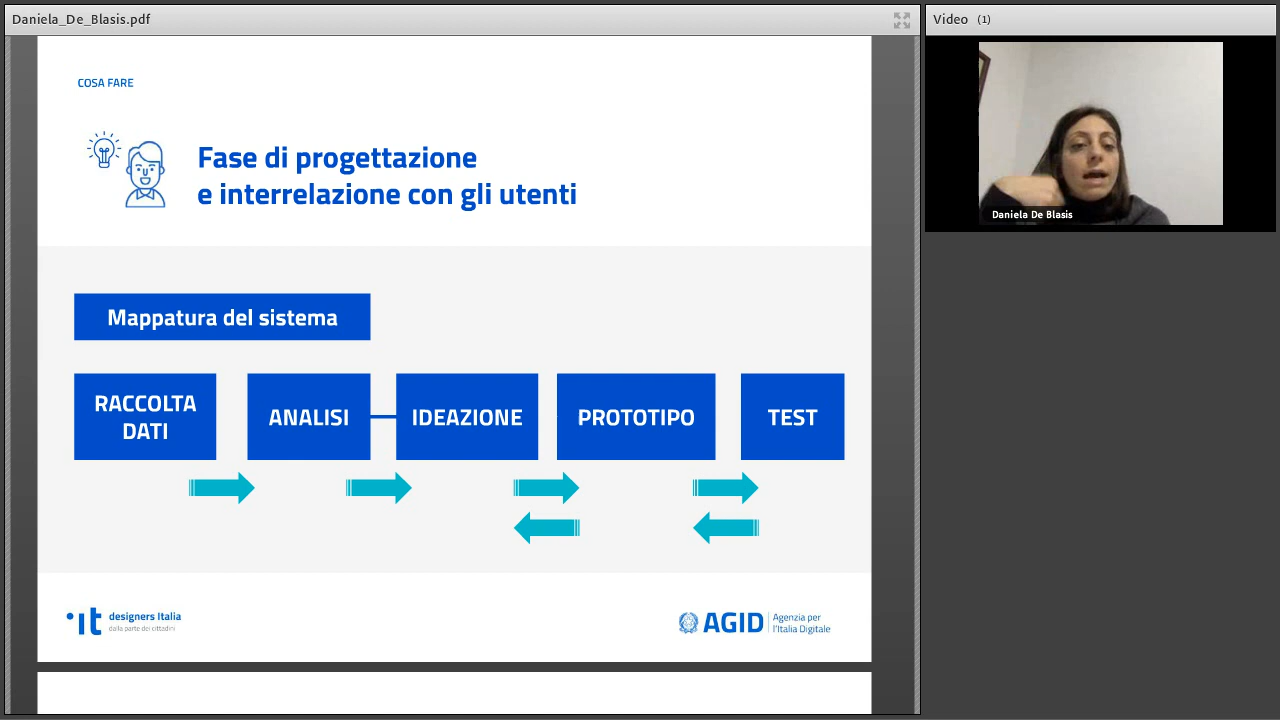 Daniela_De_Blasis.pdf
Video (1)
COSA FARE
Fase di progettazione
e interrelazione con gli utenti
Mappatura del sistema
RACCOLTA
DATI
ANALISI
IDEAZIONE
PROTOTIPO
TEST
.it designers Italia
dalla parte dei cittadini
AGID Agenzia per
l'Italia Digitale
Daniela De Blasis